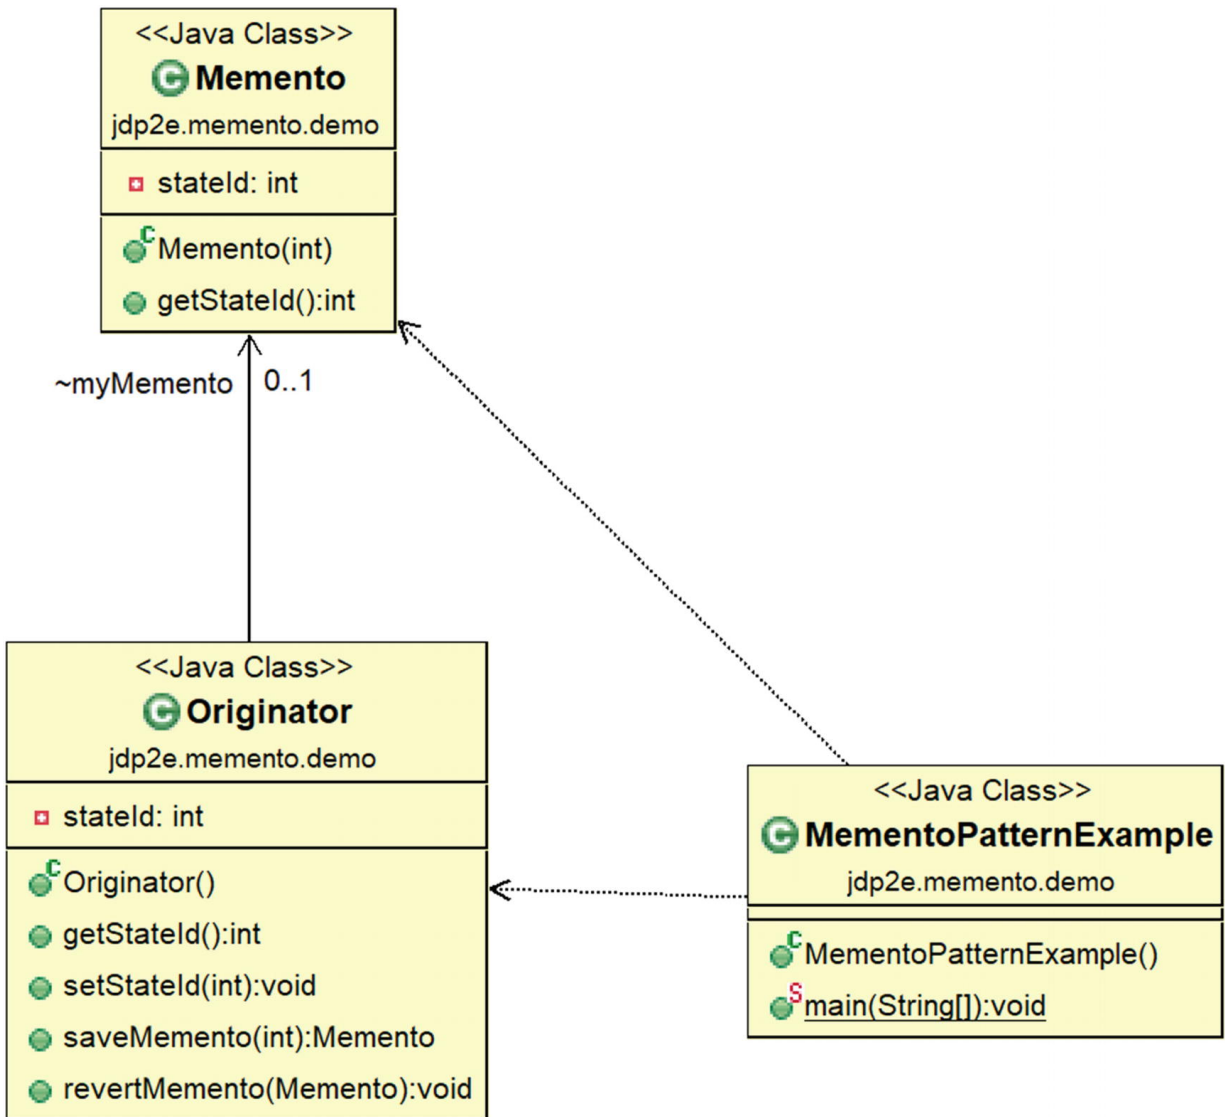 <<Java Class>>
C Memento
jdp2e.memento.demo
stateId: int
C Memento(int)
getStateId():int
~myMemento 0..1
<<Java Class>>
C Originator
jdp2e.memento.demo
stateId: int
C Originator()
getStateId():int
setStateId(int):void
saveMemento(int):Memento
revertMemento(Memento):void
<<Java Class>>
C MementoPatternExample
jdp2e.memento.demo
C MementoPatternExample()
S main(String[]):void